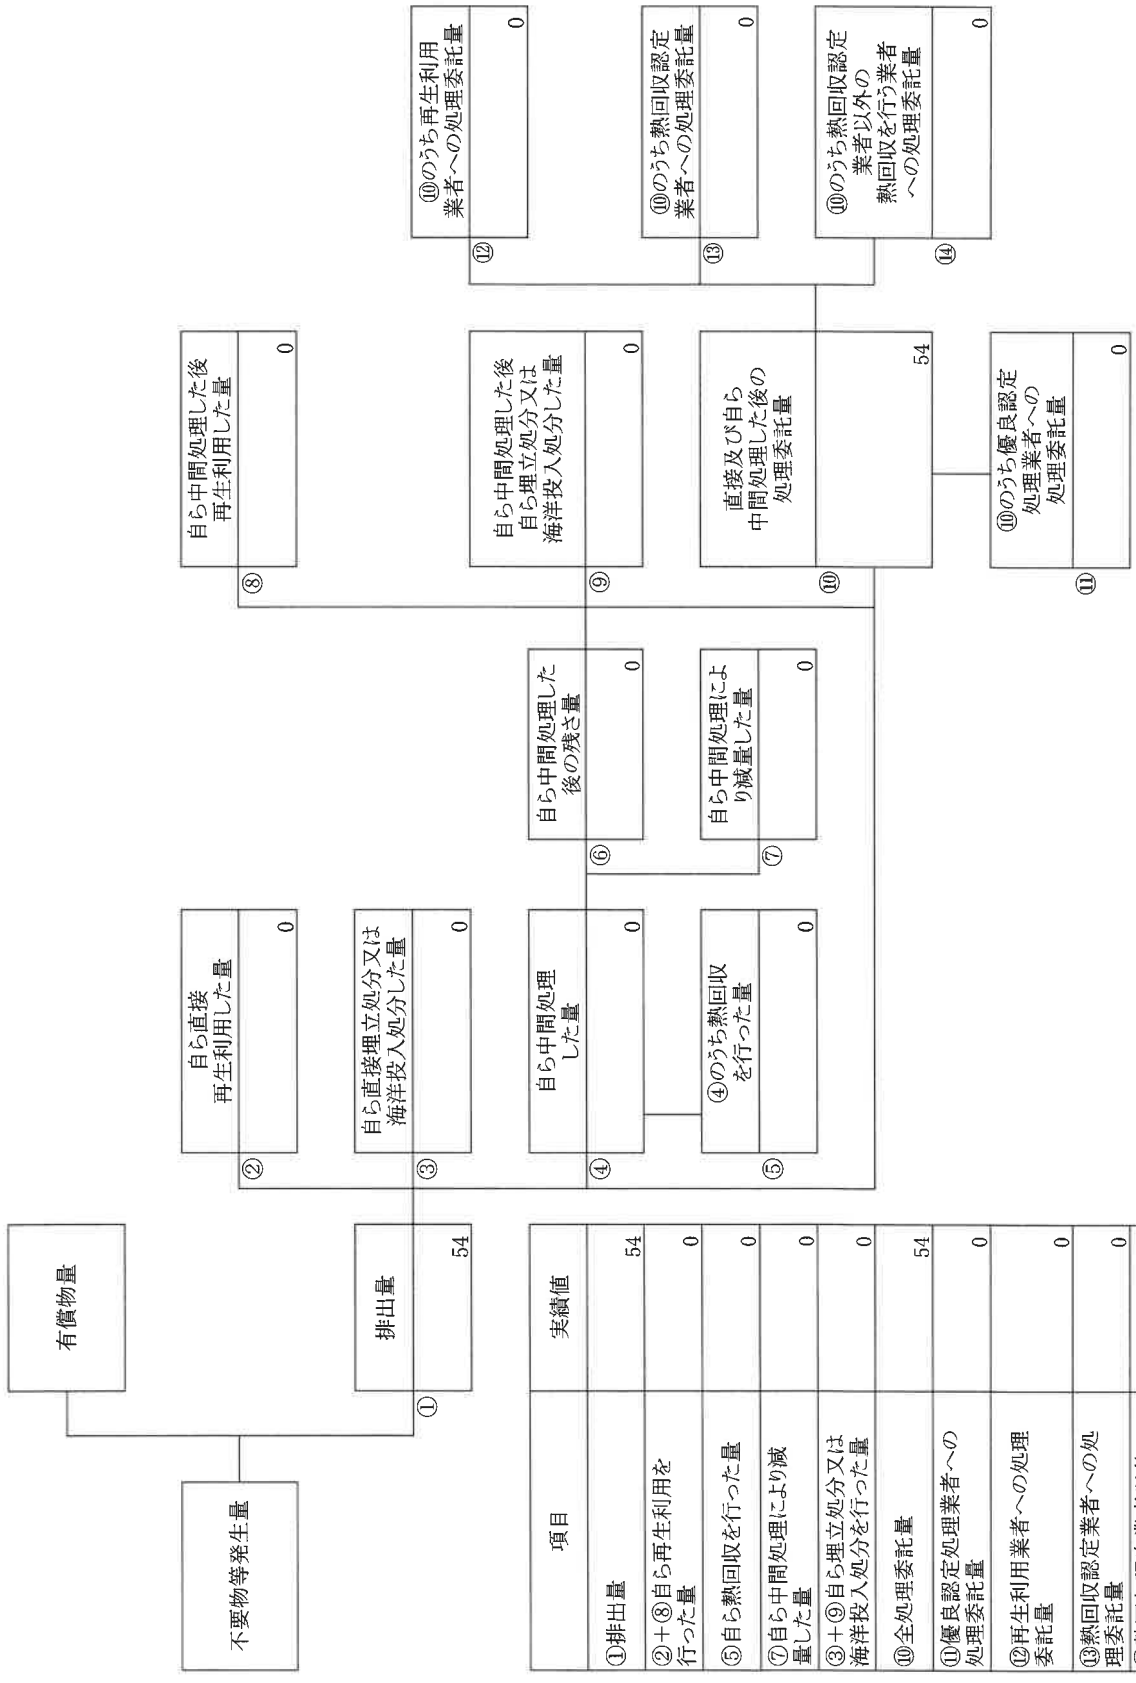 不要物等発生量
有償物量
排出量
①
54
自ら直接
再生利用した量
②
0
自ら直接埋立処分又は
海洋投入処分した量
③
0
自ら中間処理
した量
④
0
④のうち熱回収
を行った量
⑤
0
自ら中間処理した
後の残さ量
⑥
0
自ら中間処理によ
り減量した量
⑦
0
自ら中間処理した後
再生利用した量
⑧
0
自ら中間処理した後
自ら埋立処分又は
海洋投入処分した量
⑨
0
直接及び自ら
中間処理した後の
処理委託量
⑩
54
⑩のうち優良認定
処理業者への
処理委託量
⑪
0
⑩のうち再生利用
業者への処理委託量
⑫
0
⑩のうち熱回収認定
業者への処理委託量
⑬
0
⑩のうち熱回収認定
業者以外の
熱回収を行う業者
への処理委託量
⑭
0
項目 実績値
①排出量 54
②+⑧自ら再生利用を
行った量 0
⑤自ら熱回収を行った量 0
⑦自ら中間処理により減
量した量 0
③+⑨自ら埋立処分又は
海洋投入処分を行った量 0
⑩全処理委託量 54
⑪優良認定処理業者への
処理委託量 0
⑫再生利用業者への処理
委託量 0
⑬熱回収認定業者への処
理委託量 0